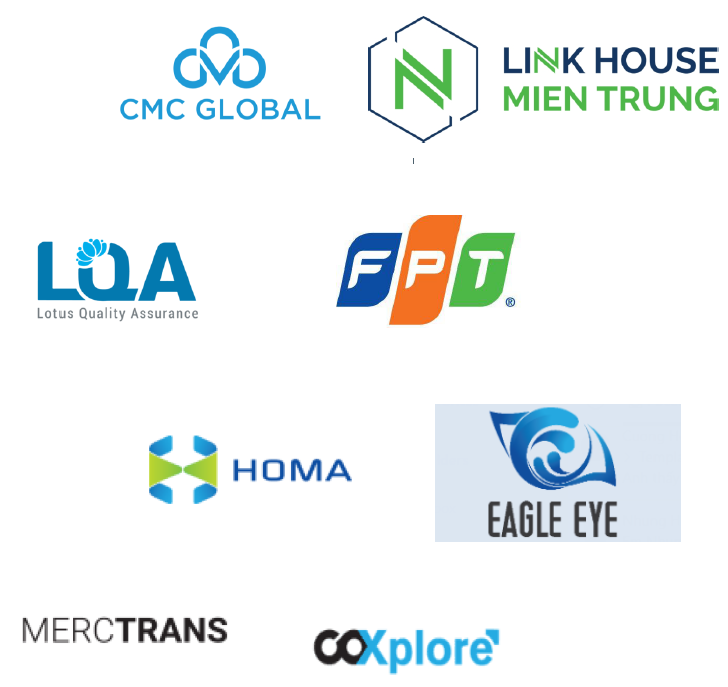 CMC GLOBAL
LINK HOUSE
MIEN TRUNG
LQA
Lotus Quality Assurance
FPT
®
HOMA
EAGLE EYE
MERCTRANS
COXplore